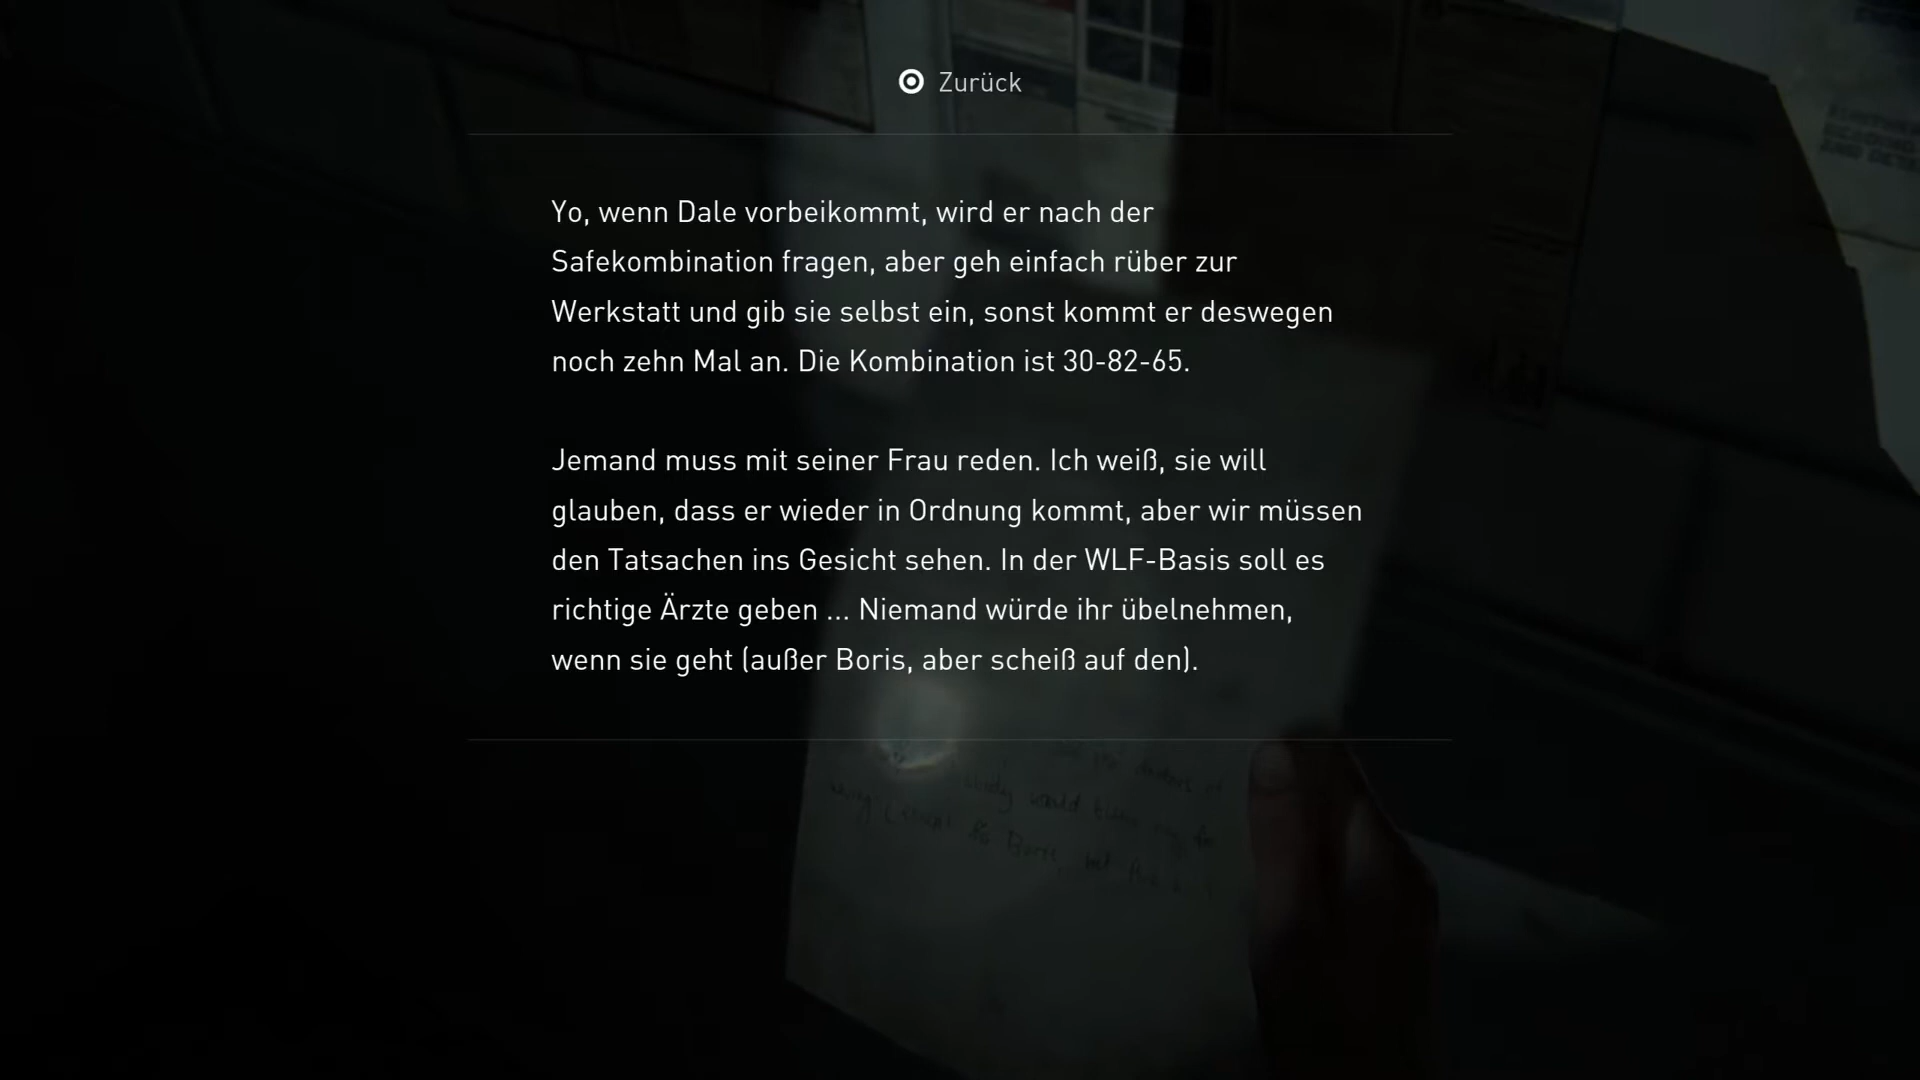 Zurück
Yo, wenn Dale vorbeikommt, wird er nach der
Safekombination fragen, aber geh einfach rüber zur
Werkstatt und gib sie selbst ein, sonst kommt er deswegen
noch zehn Mal an. Die Kombination ist 30-82-65.
Jemand muss mit seiner Frau reden. Ich weiß, sie will
glauben, dass er wieder in Ordnung kommt, aber wir müssen
den Tatsachen ins Gesicht sehen. In der WLF-Basis soll es
richtige Ärzte geben ... Niemand würde ihr übelnehmen,
wenn sie geht (außer Boris, aber scheiß auf den).
would
Boris, but